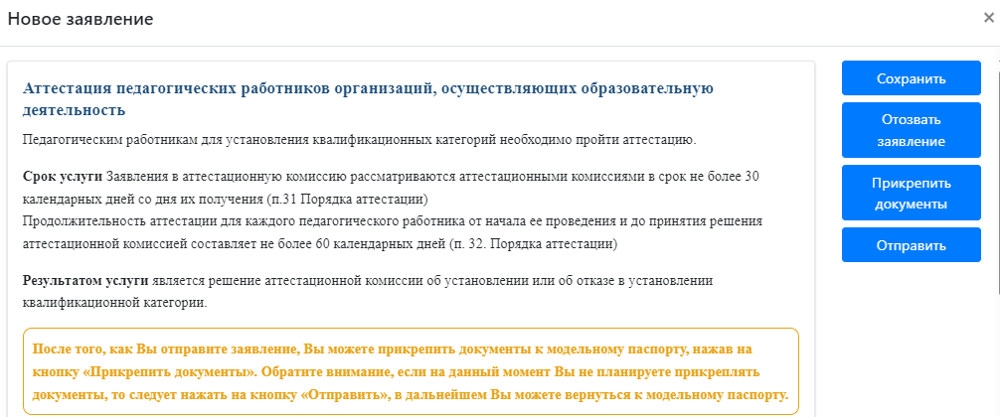 Новое заявление
×
Аттестация педагогических работников организаций, осуществляющих образовательную
деятельность
Педагогическим работникам для установления квалификационных категорий необходимо пройти аттестацию.
Срок услуги Заявления в аттестационную комиссию рассматриваются аттестационными комиссиями в срок не более 30
календарных дней со дня их получения (п.31 Порядка аттестации)
Продолжительность аттестации для каждого педагогического работника от начала ее проведения и до принятия решения
аттестационной комиссией составляет не более 60 календарных дней (п. 32. Порядка аттестации)
Результатом услуги является решение аттестационной комиссии об установлении или об отказе в установлении
квалификационной категории.
После того, как Вы отправите заявление, Вы можете прикрепить документы к модельному паспорту, нажав на
кнопку «Прикрепить документы». Обратите внимание, если на данный момент Вы не планируете прикреплять
документы, то следует нажать на кнопку «Отправить», в дальнейшем Вы можете вернуться к модельному паспорту.
Сохранить
Отозвать
заявление
Прикрепить
документы
Отправить